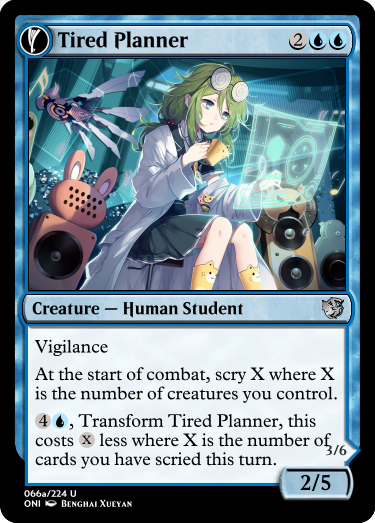 Tired Planner 2UU
Creature — Human Student
Vigilance
At the start of combat, scry X where X
is the number of creatures you control.
4U, Transform Tired Planner, this
costs X less where X is the number of
cards you have scried this turn.
3/6
2/5
066a/224 U
ONI Benghai Xueyan